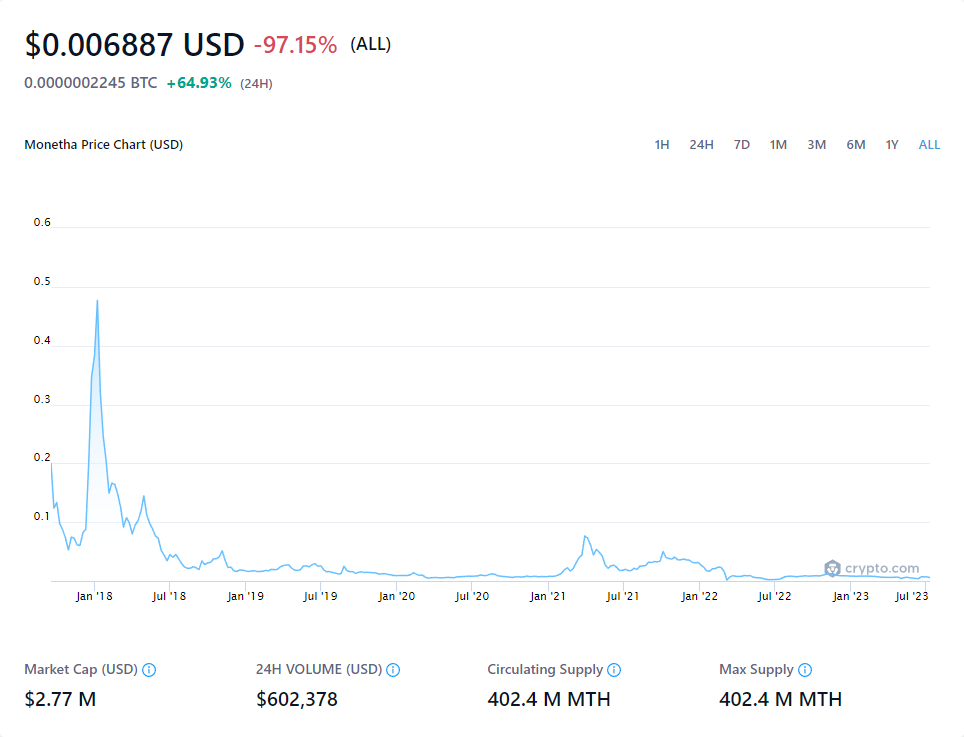 $0.006887 USD -97.15% (ALL)
0.0000002245 BTC +64.93% (24H)
Monetha Price Chart (USD) 1H 24H 7D 1M 3M 6M 1Y ALL
0.6
0.5
0.4
0.3
0.2
0.1
crypto.com
Jan '18 Jul '18 Jan '19 Jul '19 Jan '20 Jul '20 Jan '21 Jul '21 Jan '22 Jul '22 Jan '23 Jul '23
Market Cap (USD) 24H VOLUME (USD) Circulating Supply Max Supply
$2.77 M $602,378 402.4 M MTH 402.4 M MTH